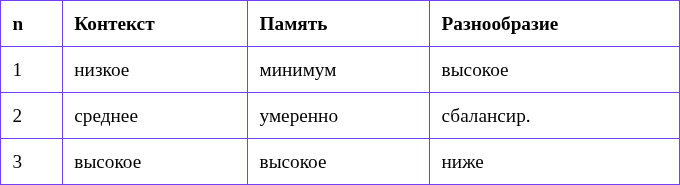 n Контекст Память Разнообразие
1 низкое минимум высокое
2 среднее умеренно сбалансир.
3 высокое высокое ниже